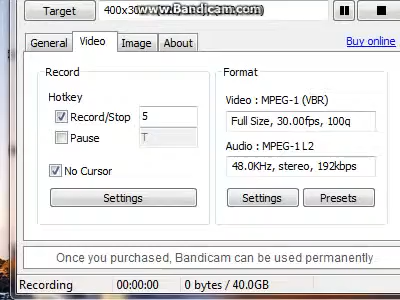 Target
400x30
www.Bandicam.com
General Video Image About
Buy online
Record
Hotkey
Record/Stop 5
Pause T
No Cursor
Settings
Format
Video : MPEG-1 (VBR)
Full Size, 30.00fps, 100q
Audio : MPEG-1 L2
48.0KHz, stereo, 192kbps
Settings Presets
Once you purchased, Bandicam can be used permanently
Recording 00:00:00 0 bytes / 40.0GB